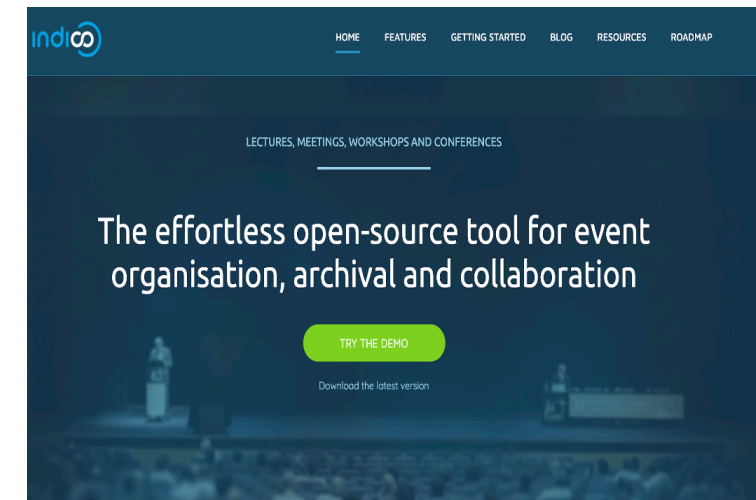 indico
HOME FEATURES GETTING STARTED BLOG RESOURCES ROADMAP
LECTURES, MEETINGS, WORKSHOPS AND CONFERENCES
The effortless open-source tool for event
organisation, archival and collaboration
TRY THE DEMO
Download the latest version